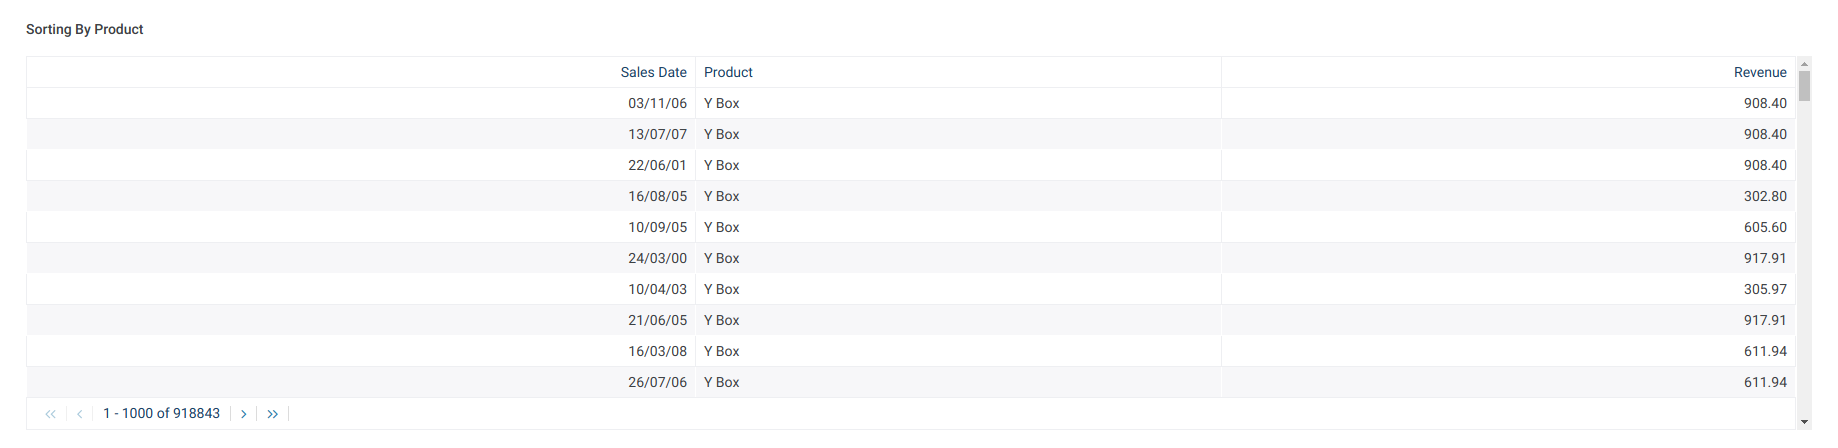 Sorting By Product
Sales Date Product Revenue
03/11/06 Y Box 908.40
13/07/07 Y Box 908.40
22/06/01 Y Box 908.40
16/08/05 Y Box 302.80
10/09/05 Y Box 605.60
24/03/00 Y Box 917.91
10/04/03 Y Box 305.97
21/06/05 Y Box 917.91
16/03/08 Y Box 611.94
26/07/06 Y Box 611.94
1 - 1000 of 918843